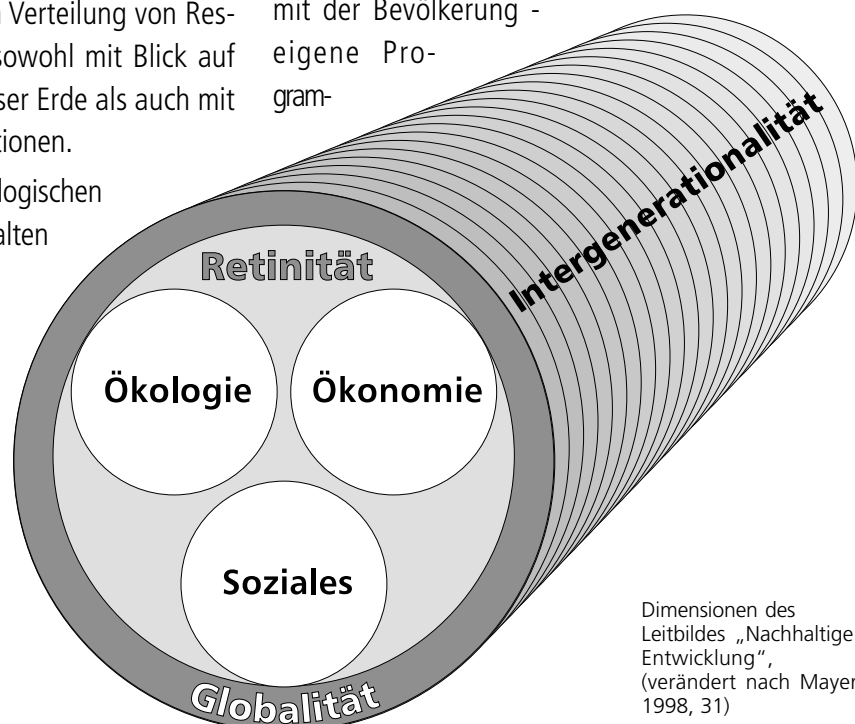 Verteilung von Res-
sowohl mit Blick auf
ser Erde als auch mit
tionen.
logischen
alten
mit der Bevölkerung -
eigene Pro-
gram-
Intergenerationalität
Retinität
Ökologie
Ökonomie
Soziales
Globalität
Dimensionen des
Leitbildes „Nachhaltige
Entwicklung“,
(verändert nach Mayer
1998, 31)